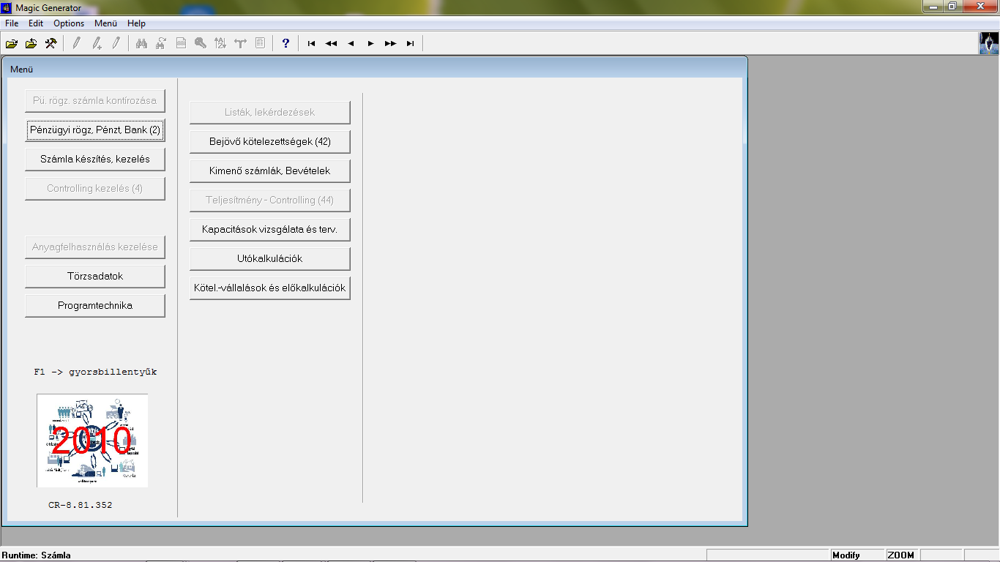 Magic Generator
File Edit Options Menü Help
Menü
Pü. rögz. számla kontírozása
Pénzügyi rögz, Pénzt, Bank (2)
Számla készítés, kezelés
Controlling kezelés (4)
Anyagfelhasználás kezelése
Törzsadatok
Programtechnika
F1 -> gyorsbillentyűk
2010
CR-8.81.352
Listák, lekérdezések
Bejövő kötelezettségek (42)
Kimenő számlák, Bevételek
Teljesítmény - Controlling (44)
Kapacitások vizsgálata és terv.
Utókalkulációk
Kötel.-vállalások és előkalkulációk
Runtime: Számla
Modify
ZOOM